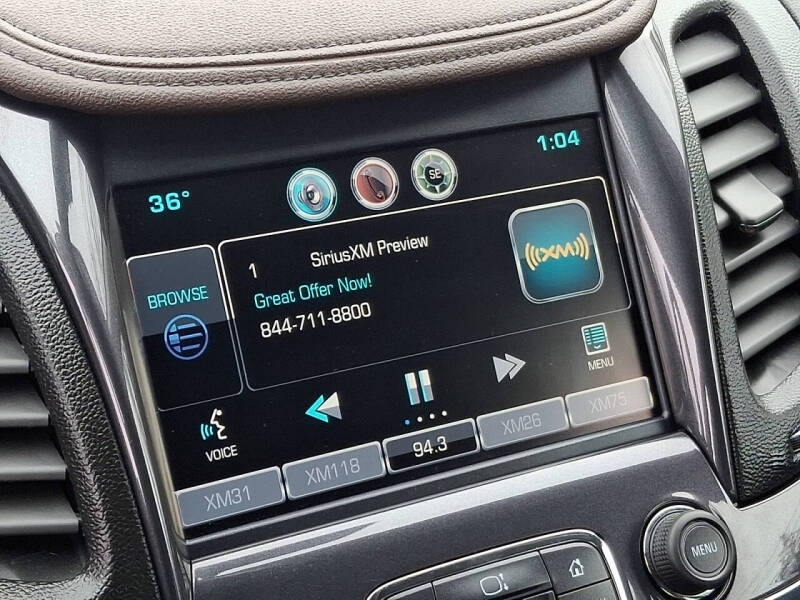 36°
SE
1:04
BROWSE
1
SiriusXM Preview
Great Offer Now!
844-711-8800
((XM))
VOICE
MENU
XM31
XM118
94.3
XM26
XM75
MENU